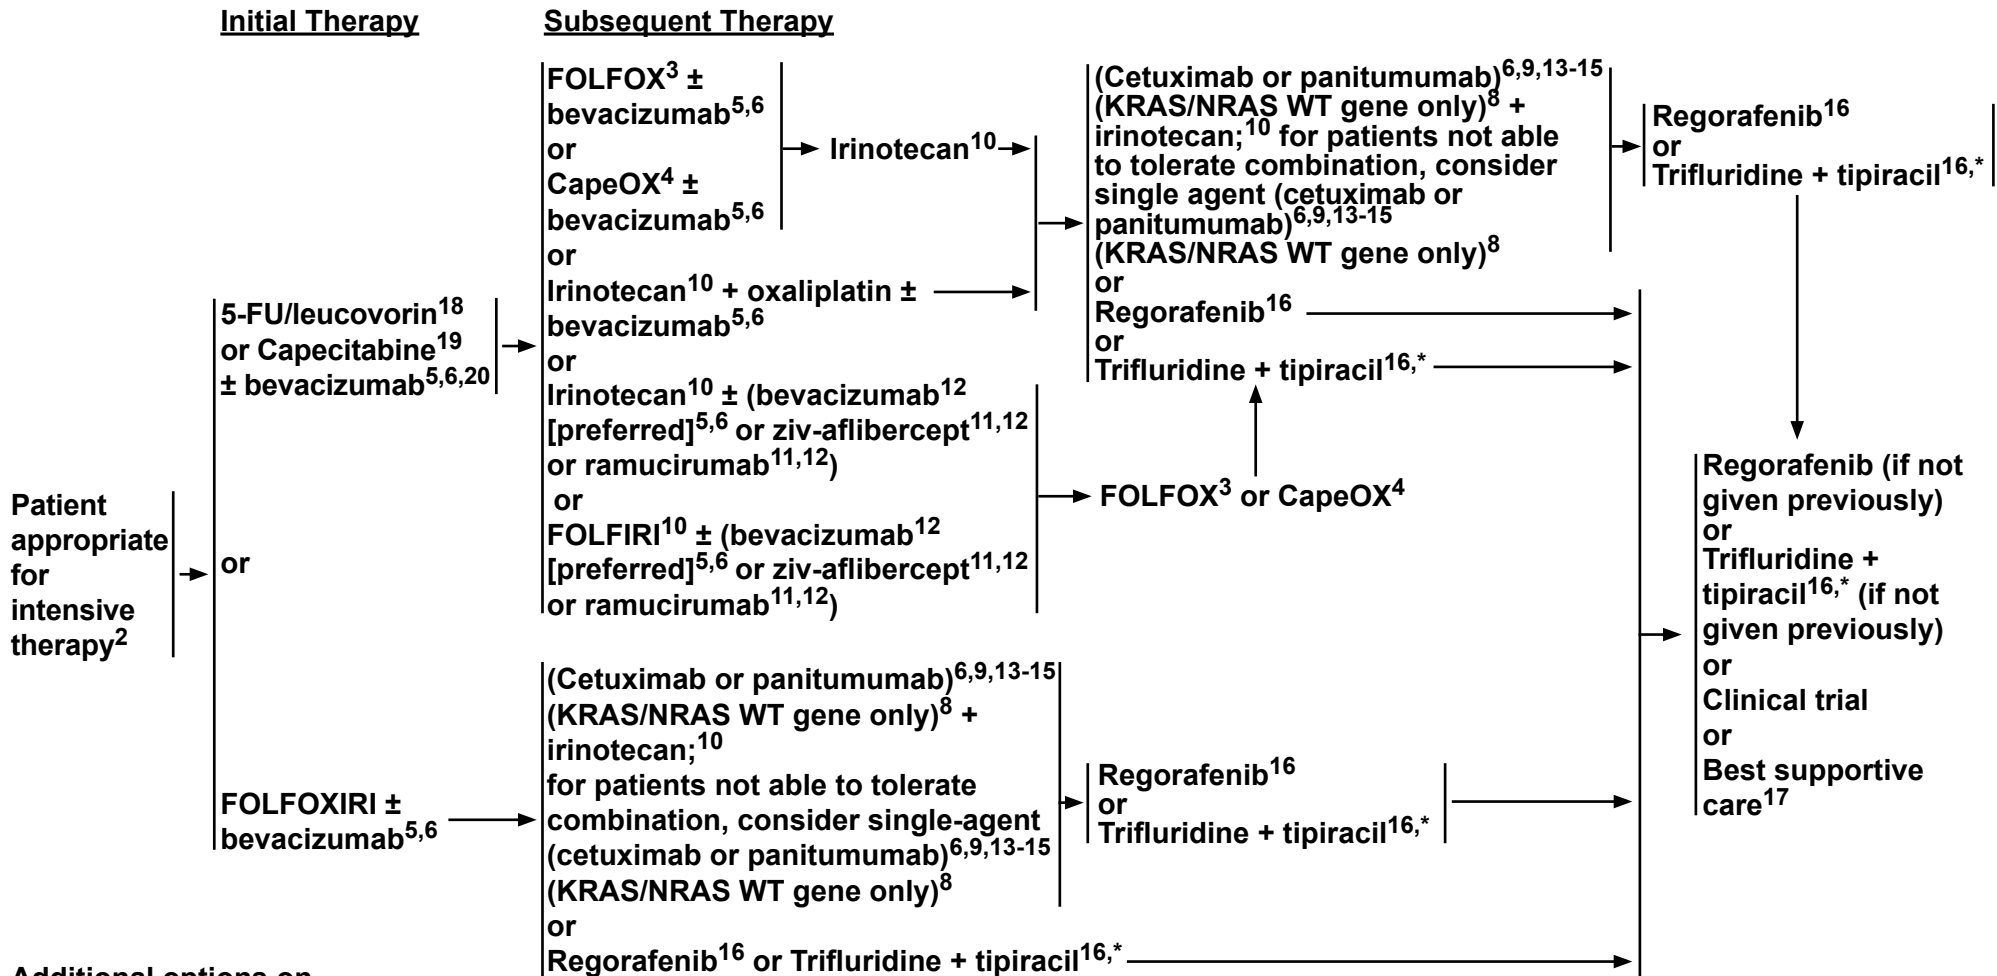 Initial Therapy
Subsequent Therapy
Patient
appropriate
for
intensive
therapy2
5-FU/leucovorin18
or Capecitabine19
± bevacizumab5,6,20
or
FOLFOXIRI ±
bevacizumab5,6
FOLFOX3 ±
bevacizumab5,6
or
CapeOX4 ±
bevacizumab5,6
or
Irinotecan10 + oxaliplatin ±
bevacizumab5,6
or
Irinotecan10 ± (bevacizumab12
[preferred]5,6 or ziv-aflibercept11,12
or ramucirumab11,12)
or
FOLFIRI10 ± (bevacizumab12
[preferred]5,6 or ziv-aflibercept11,12
or ramucirumab11,12)
Irinotecan10
(Cetuximab or panitumumab)6,9,13-15
(KRAS/NRAS WT gene only)8 +
irinotecan;10 for patients not able
to tolerate combination, consider
single agent (cetuximab or
panitumumab)6,9,13-15
(KRAS/NRAS WT gene only)8
or
Regorafenib16
or
Trifluridine + tipiracil16,*
FOLFOX3 or CapeOX4
Regorafenib16
or
Trifluridine + tipiracil16,*
(Cetuximab or panitumumab)6,9,13-15
(KRAS/NRAS WT gene only)8 +
irinotecan;10
for patients not able to tolerate
combination, consider single-agent
(cetuximab or panitumumab)6,9,13-15
(KRAS/NRAS WT gene only)8
or
Regorafenib16 or Trifluridine + tipiracil16,*
Regorafenib16
or
Trifluridine + tipiracil16,*
Regorafenib (if not
given previously)
or
Trifluridine +
tipiracil16,* (if not
given previously)
or
Clinical trial
or
Best supportive
care17
Additional options on